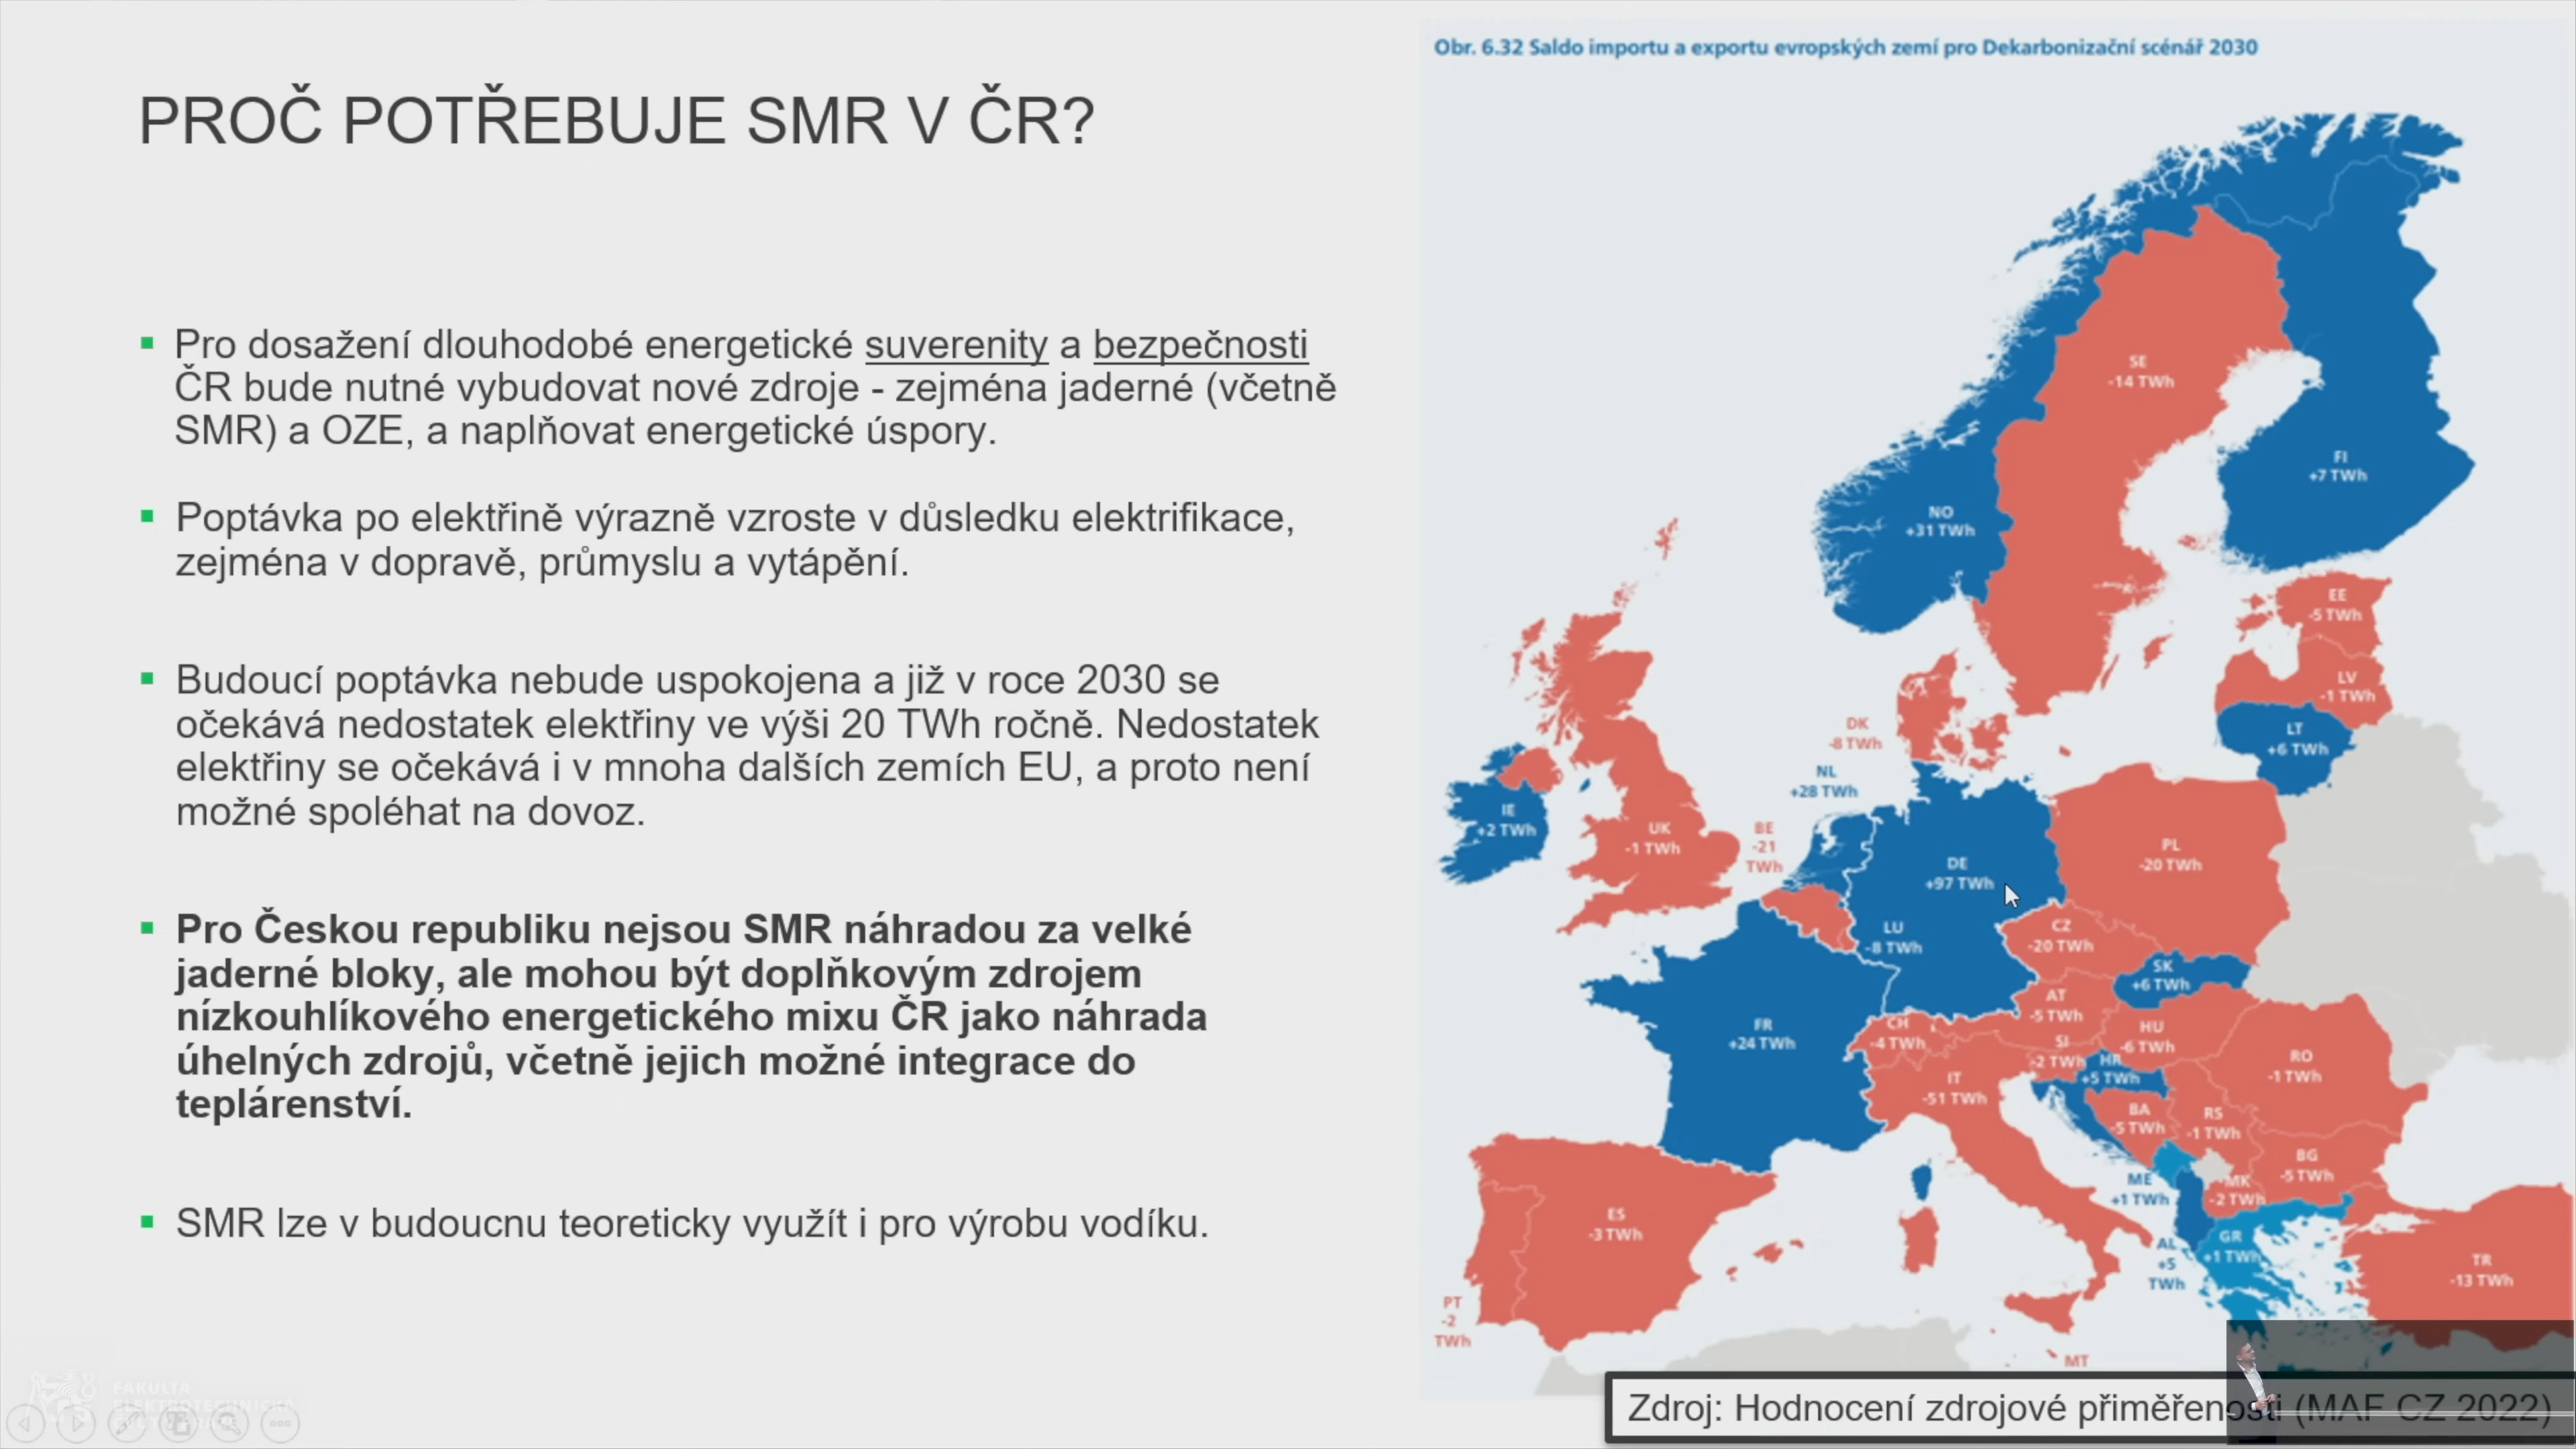 PROČ POTŘEBUJE SMR V ČR?
Pro dosažení dlouhodobé energetické suverenity a bezpečnosti
ČR bude nutné vybudovat nové zdroje - zejména jaderné (včetně
SMR) a OZE, a naplňovat energetické úspory.
Poptávka po elektřině výrazně vzroste v důsledku elektrifikace,
zejména v dopravě, průmyslu a vytápění.
Budoucí poptávka nebude uspokojena a již v roce 2030 se
očekává nedostatek elektřiny ve výši 20 TWh ročně. Nedostatek
elektřiny se očekává i v mnoha dalších zemích EU, a proto není
možné spoléhat na dovoz.
Pro Českou republiku nejsou SMR náhradou za velké
jaderné bloky, ale mohou být doplňkovým zdrojem
nízkouhlíkového energetického mixu ČR jako náhrada
úhelných zdrojů, včetně jejich možné integrace do
teplárenství.
SMR lze v budoucnu teoreticky využít i pro výrobu vodíku.
FAKULTA
ELEKTROTECHNICKÁ
Obr. 6.32 Saldo importu a exportu evropských zemí pro Dekarbonizační scénář 2030
SE
-14 TWh
FI
+7 TWh
NO
+31 TWh
EE
-5 TWh
LV
-1 TWh
LT
+6 TWh
DK
-8 TWh
NL
+28 TWh
IE
+2 TWh
UK
-1 TWh
BE
-21
TWh
DE
+97 TWh
PL
-20 TWh
LU
-8 TWh
CZ
-20 TWh
SK
+6 TWh
AT
-5 TWh
FR
+24 TWh
CH
-4 TWh
HU
-6 TWh
SI
-2 TWh
HR
+5 TWh
RO
-1 TWh
IT
-51 TWh
BA
-5 TWh
RS
-1 TWh
BG
-5 TWh
ME
+1 TWh
MK
-2 TWh
ES
-3 TWh
AL
+5
TWh
GR
+1 TWh
TR
-13 TWh
PT
-2
TWh
MT
Zdroj: Hodnocení zdrojové přiměřenosti (MAF CZ 2022)